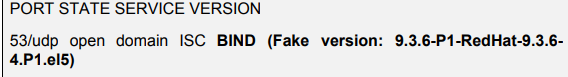 PORT STATE SERVICE VERSION
53/udp open domain ISC BIND (Fake version: 9.3.6-P1-RedHat-9.3.6-
4.P1.el5)